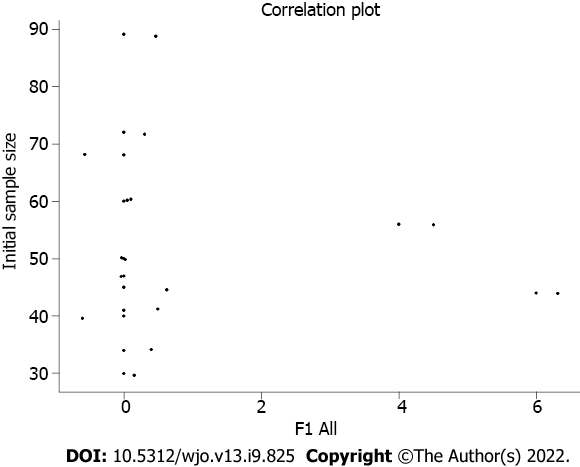 Correlation plot
90
80
70
60
50
40
30
Initial sample size
0 2 4 6
F1 All
DOI: 10.5312/wjo.v13.i9.825 Copyright ©The Author(s) 2022.